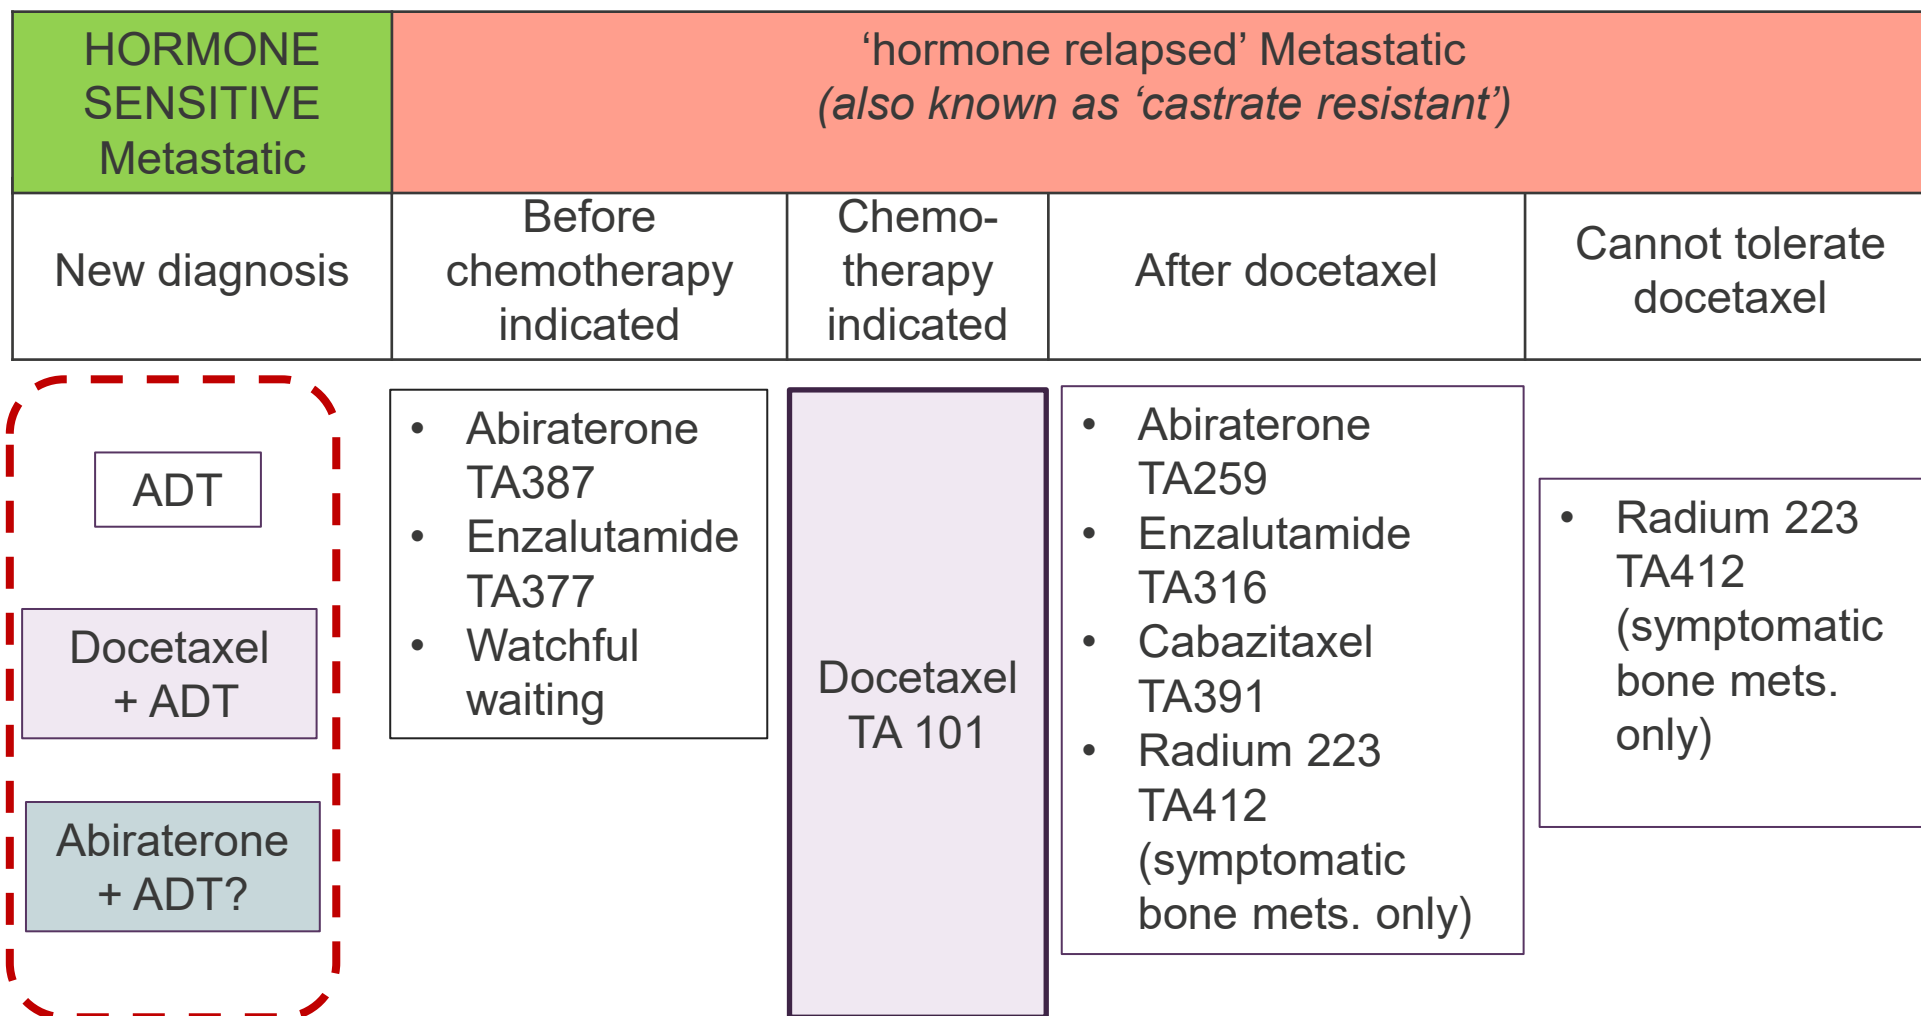 HORMONE
SENSITIVE
Metastatic
‘hormone relapsed’ Metastatic
(also known as ‘castrate resistant’)
New diagnosis
Before
chemotherapy
indicated
Chemo-
therapy
indicated
After docetaxel
Cannot tolerate
docetaxel
ADT
Docetaxel
+ ADT
Abiraterone
+ ADT?
• Abiraterone
TA387
• Enzalutamide
TA377
• Watchful
waiting
Docetaxel
TA 101
• Abiraterone
TA259
• Enzalutamide
TA316
• Cabazitaxel
TA391
• Radium 223
TA412
(symptomatic
bone mets. only)
• Radium 223
TA412
(symptomatic
bone mets.
only)